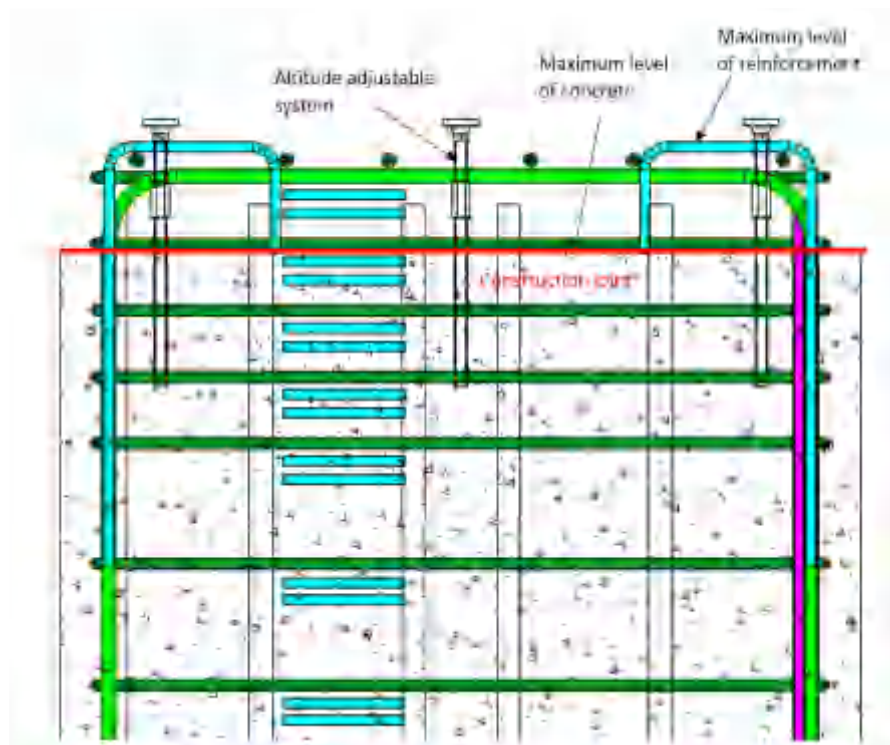 Maximum level
of reinforcement
Maximum level
of concrete
Altitude adjustable
system
Construction joint